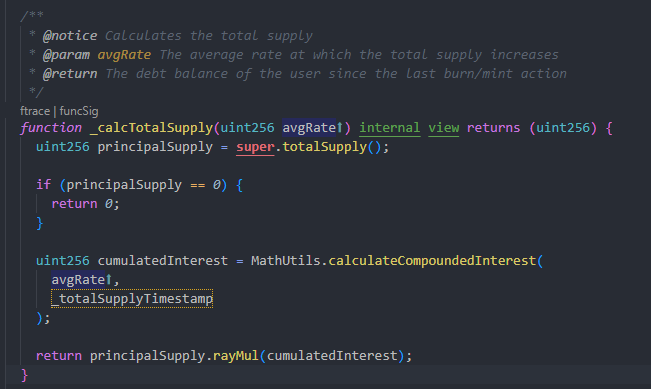 /**
 * @notice Calculates the total supply
 * @param avgRate The average rate at which the total supply increases
 * @return The debt balance of the user since the last burn/mint action
 */
ftrace | funcSig
function _calcTotalSupply(uint256 avgRate↑) internal view returns (uint256) {
  uint256 principalSupply = super.totalSupply();

  if (principalSupply == 0) {
    return 0;
  }

  uint256 cumulatedInterest = MathUtils.calculateCompoundedInterest(
    avgRate↑,
    _totalSupplyTimestamp
  );

  return principalSupply.rayMul(cumulatedInterest);
}